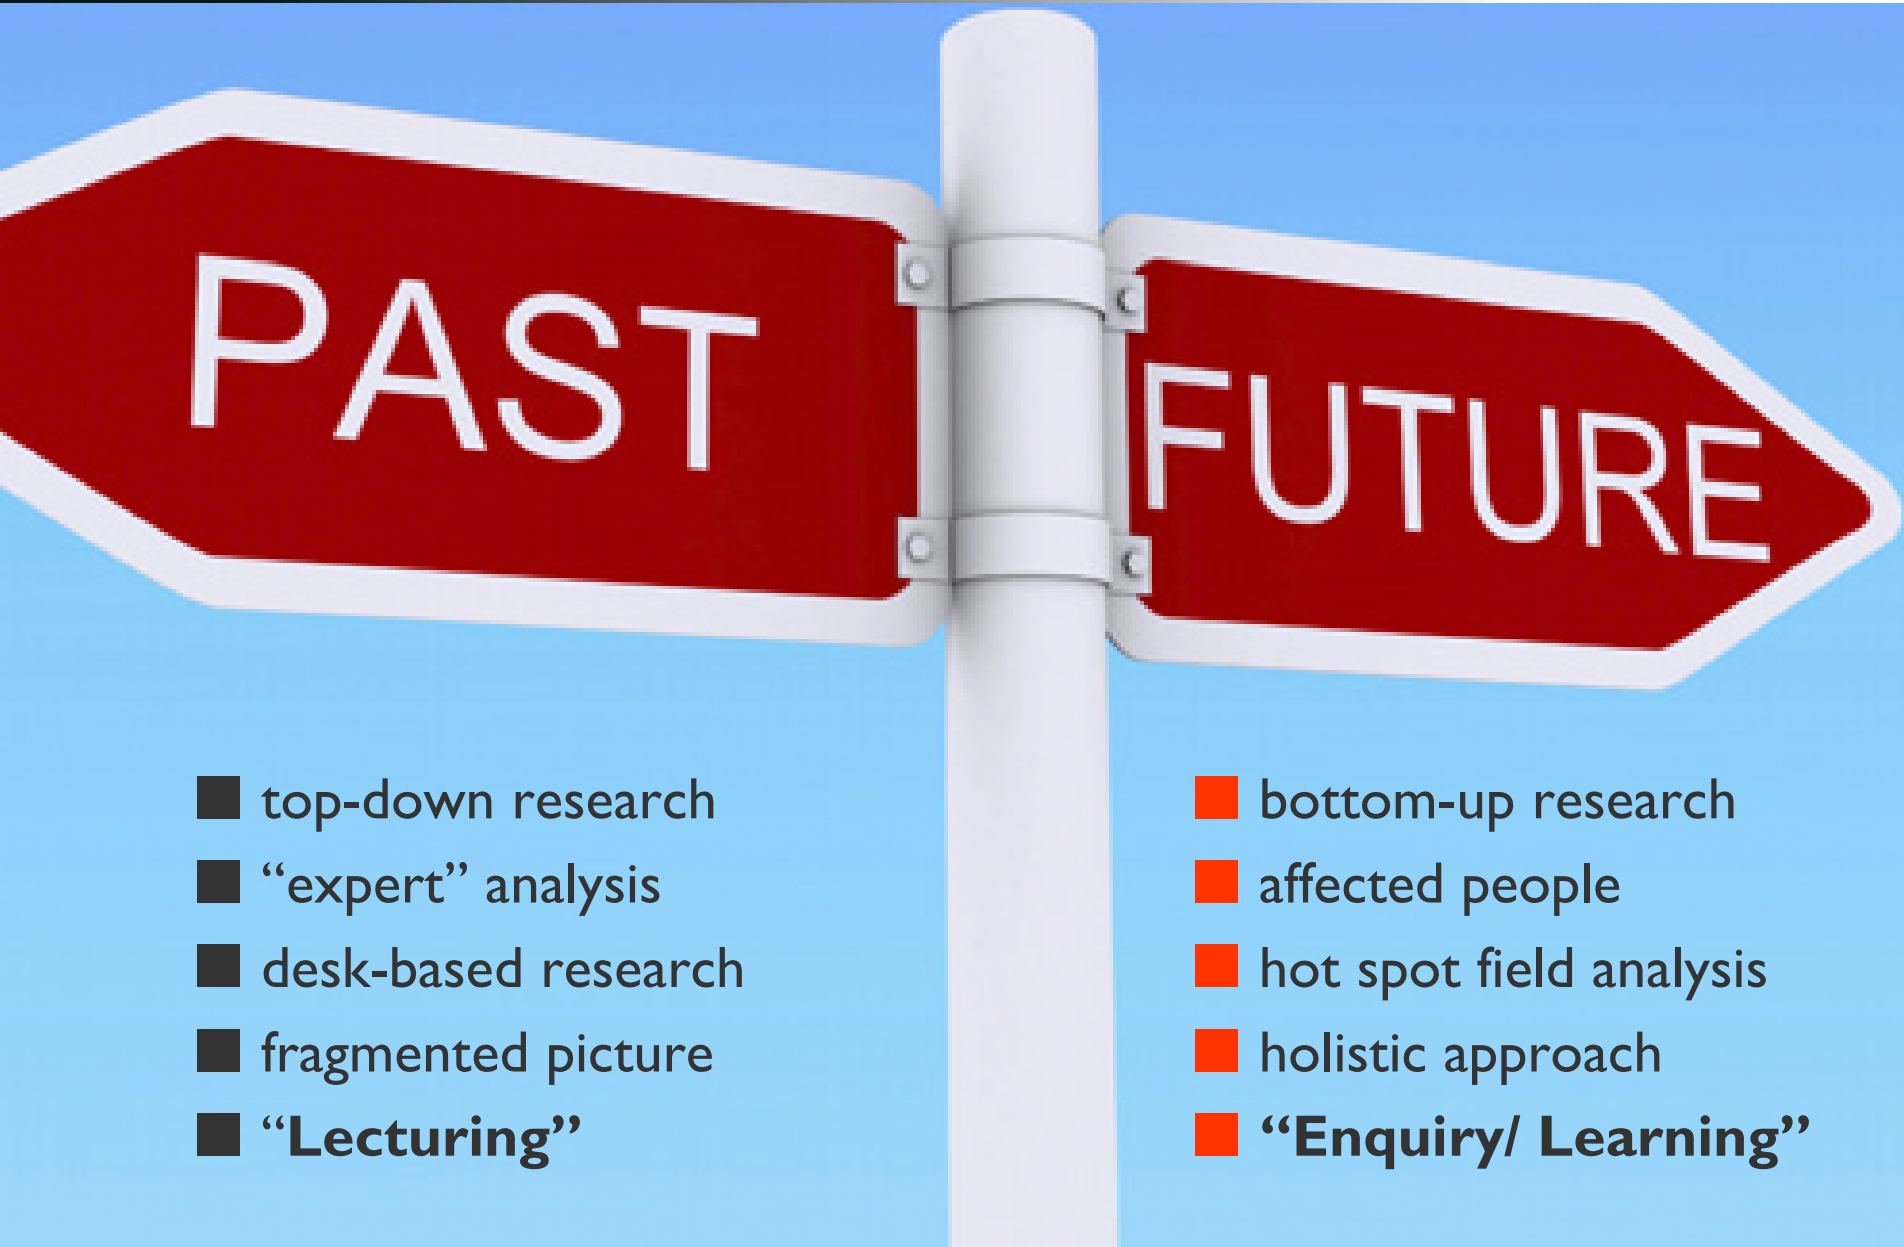 PAST
FUTURE
top-down research
“expert” analysis
desk-based research
fragmented picture
“Lecturing”
bottom-up research
affected people
hot spot field analysis
holistic approach
“Enquiry/ Learning”